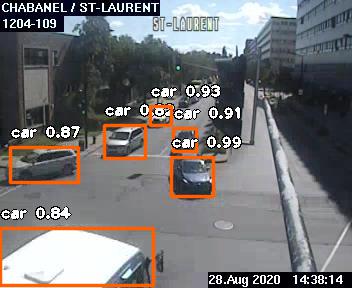 CHABANEL / ST-LAURENT
1204-109
ST-LAURENT
car 0.93
car 0.91
car 0.87
car 0.99
car 0.84
28.Aug 2020 14:38:14